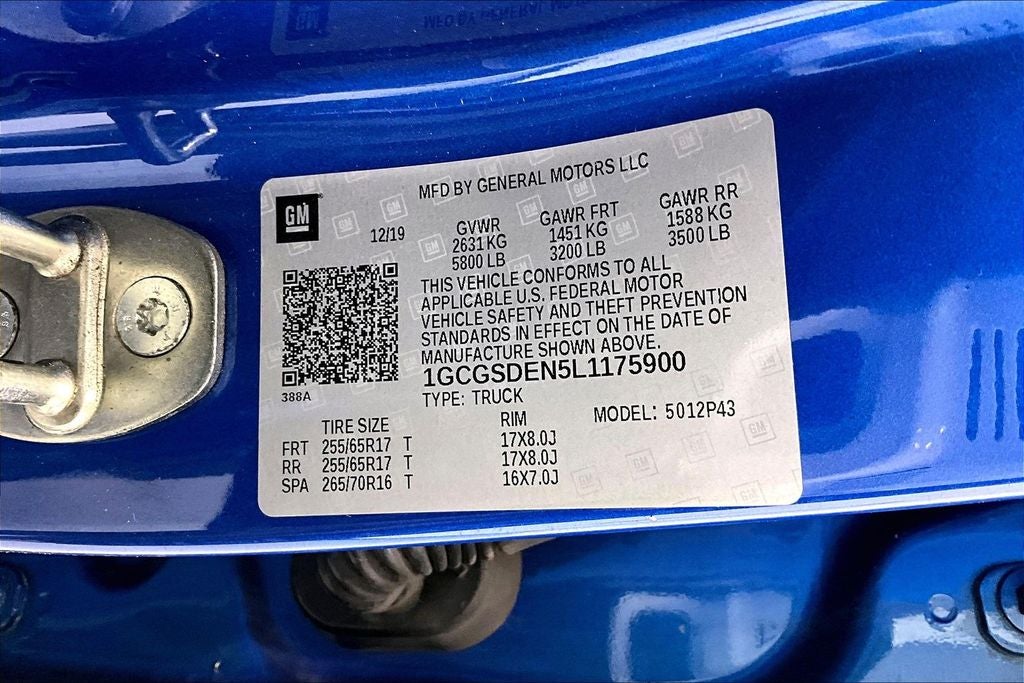 GM
MFD BY GENERAL MOTORS LLC
12/19
GVWR GAWR FRT GAWR RR
2631 KG 1451 KG 1588 KG
5800 LB 3200 LB 3500 LB
THIS VEHICLE CONFORMS TO ALL
APPLICABLE U.S. FEDERAL MOTOR
VEHICLE SAFETY AND THEFT PREVENTION
STANDARDS IN EFFECT ON THE DATE OF
MANUFACTURE SHOWN ABOVE.
1GCGSDEN5L1175900
388A
TYPE: TRUCK
MODEL: 5012P43
TIRE SIZE RIM
FRT 255/65R17 T 17X8.0J
RR 255/65R17 T 17X8.0J
SPA 265/70R16 T 16X7.0J